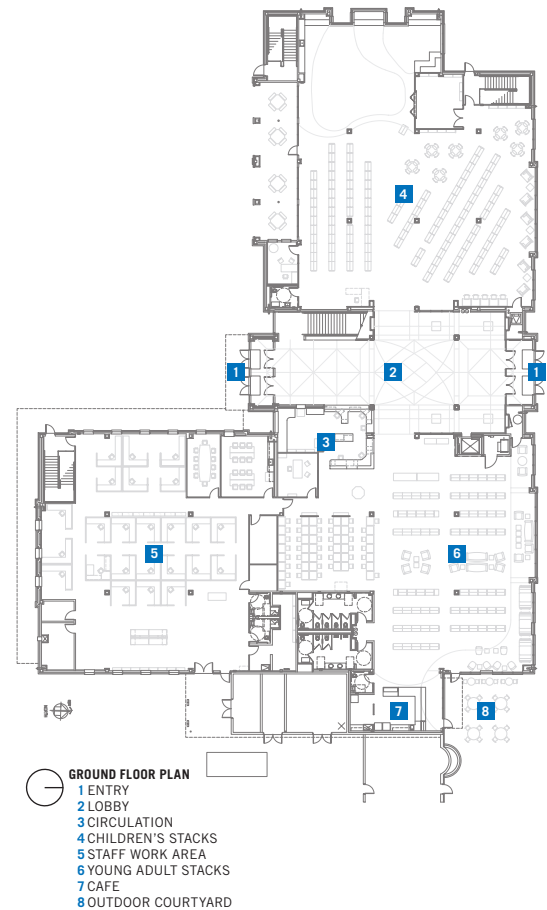 4
1
2
1
3
5
6
7
8
GROUND FLOOR PLAN
1 ENTRY
2 LOBBY
3 CIRCULATION
4 CHILDREN'S STACKS
5 STAFF WORK AREA
6 YOUNG ADULT STACKS
7 CAFE
8 OUTDOOR COURTYARD